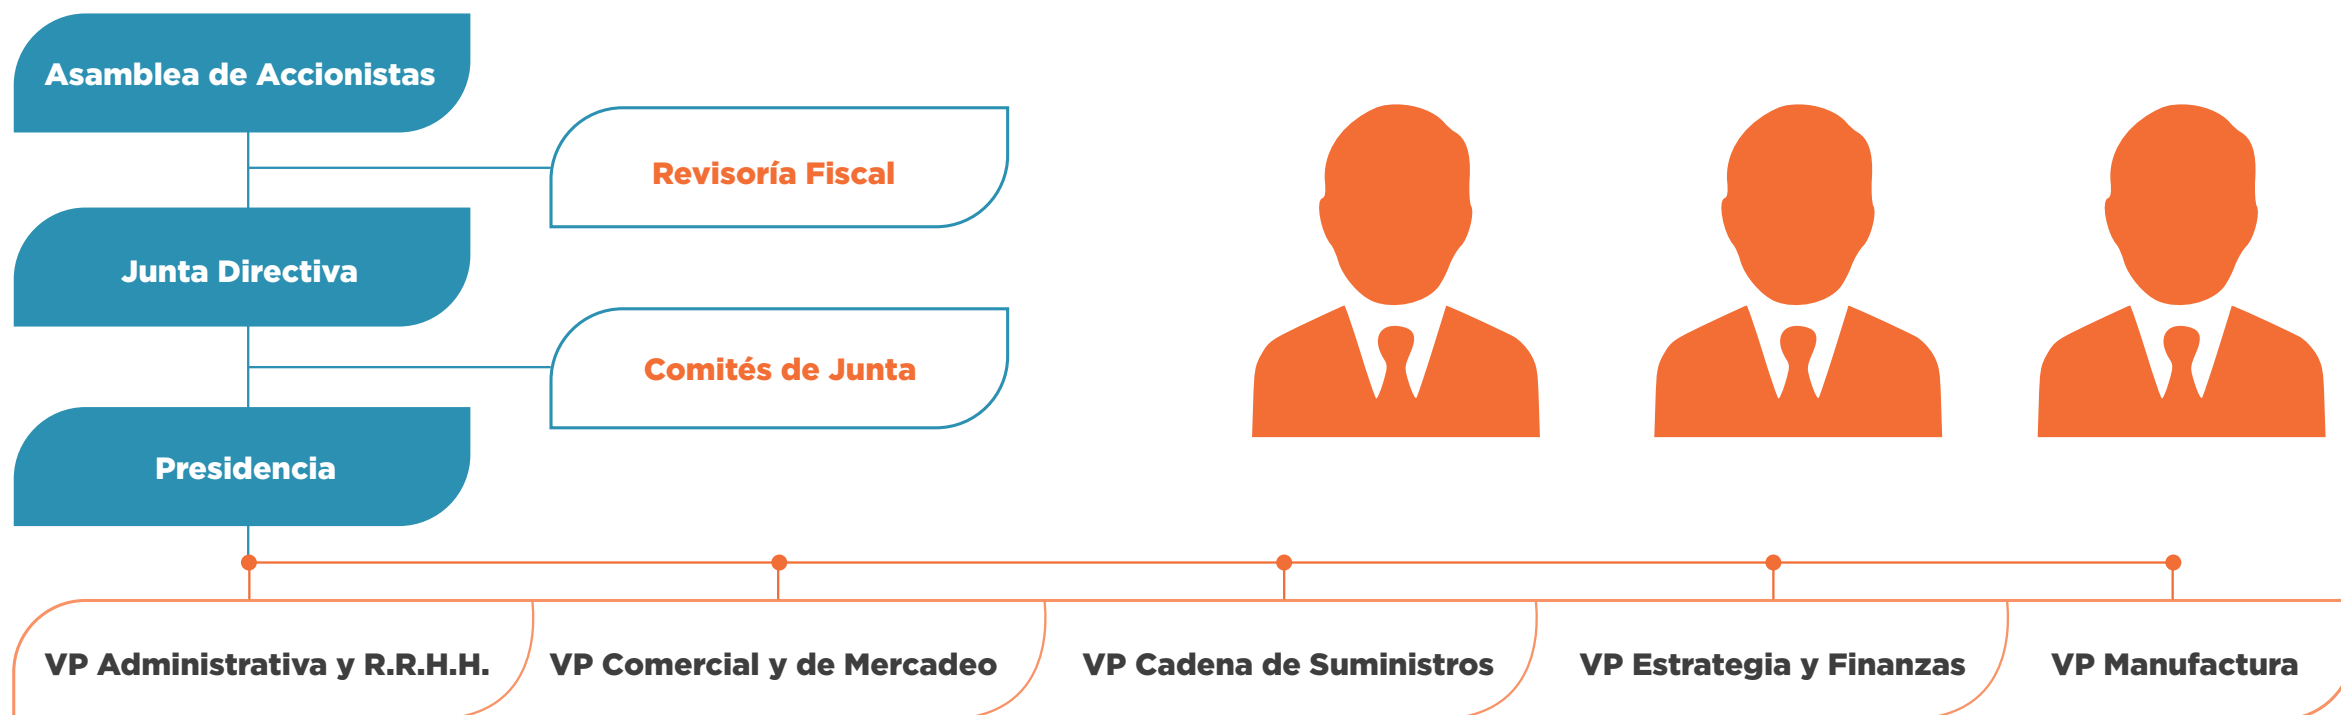 Asamblea de Accionistas
Revisoría Fiscal
Junta Directiva
Comités de Junta
Presidencia
VP Administrativa y R.R.H.H.
VP Comercial y de Mercadeo
VP Cadena de Suministros
VP Estrategia y Finanzas
VP Manufactura